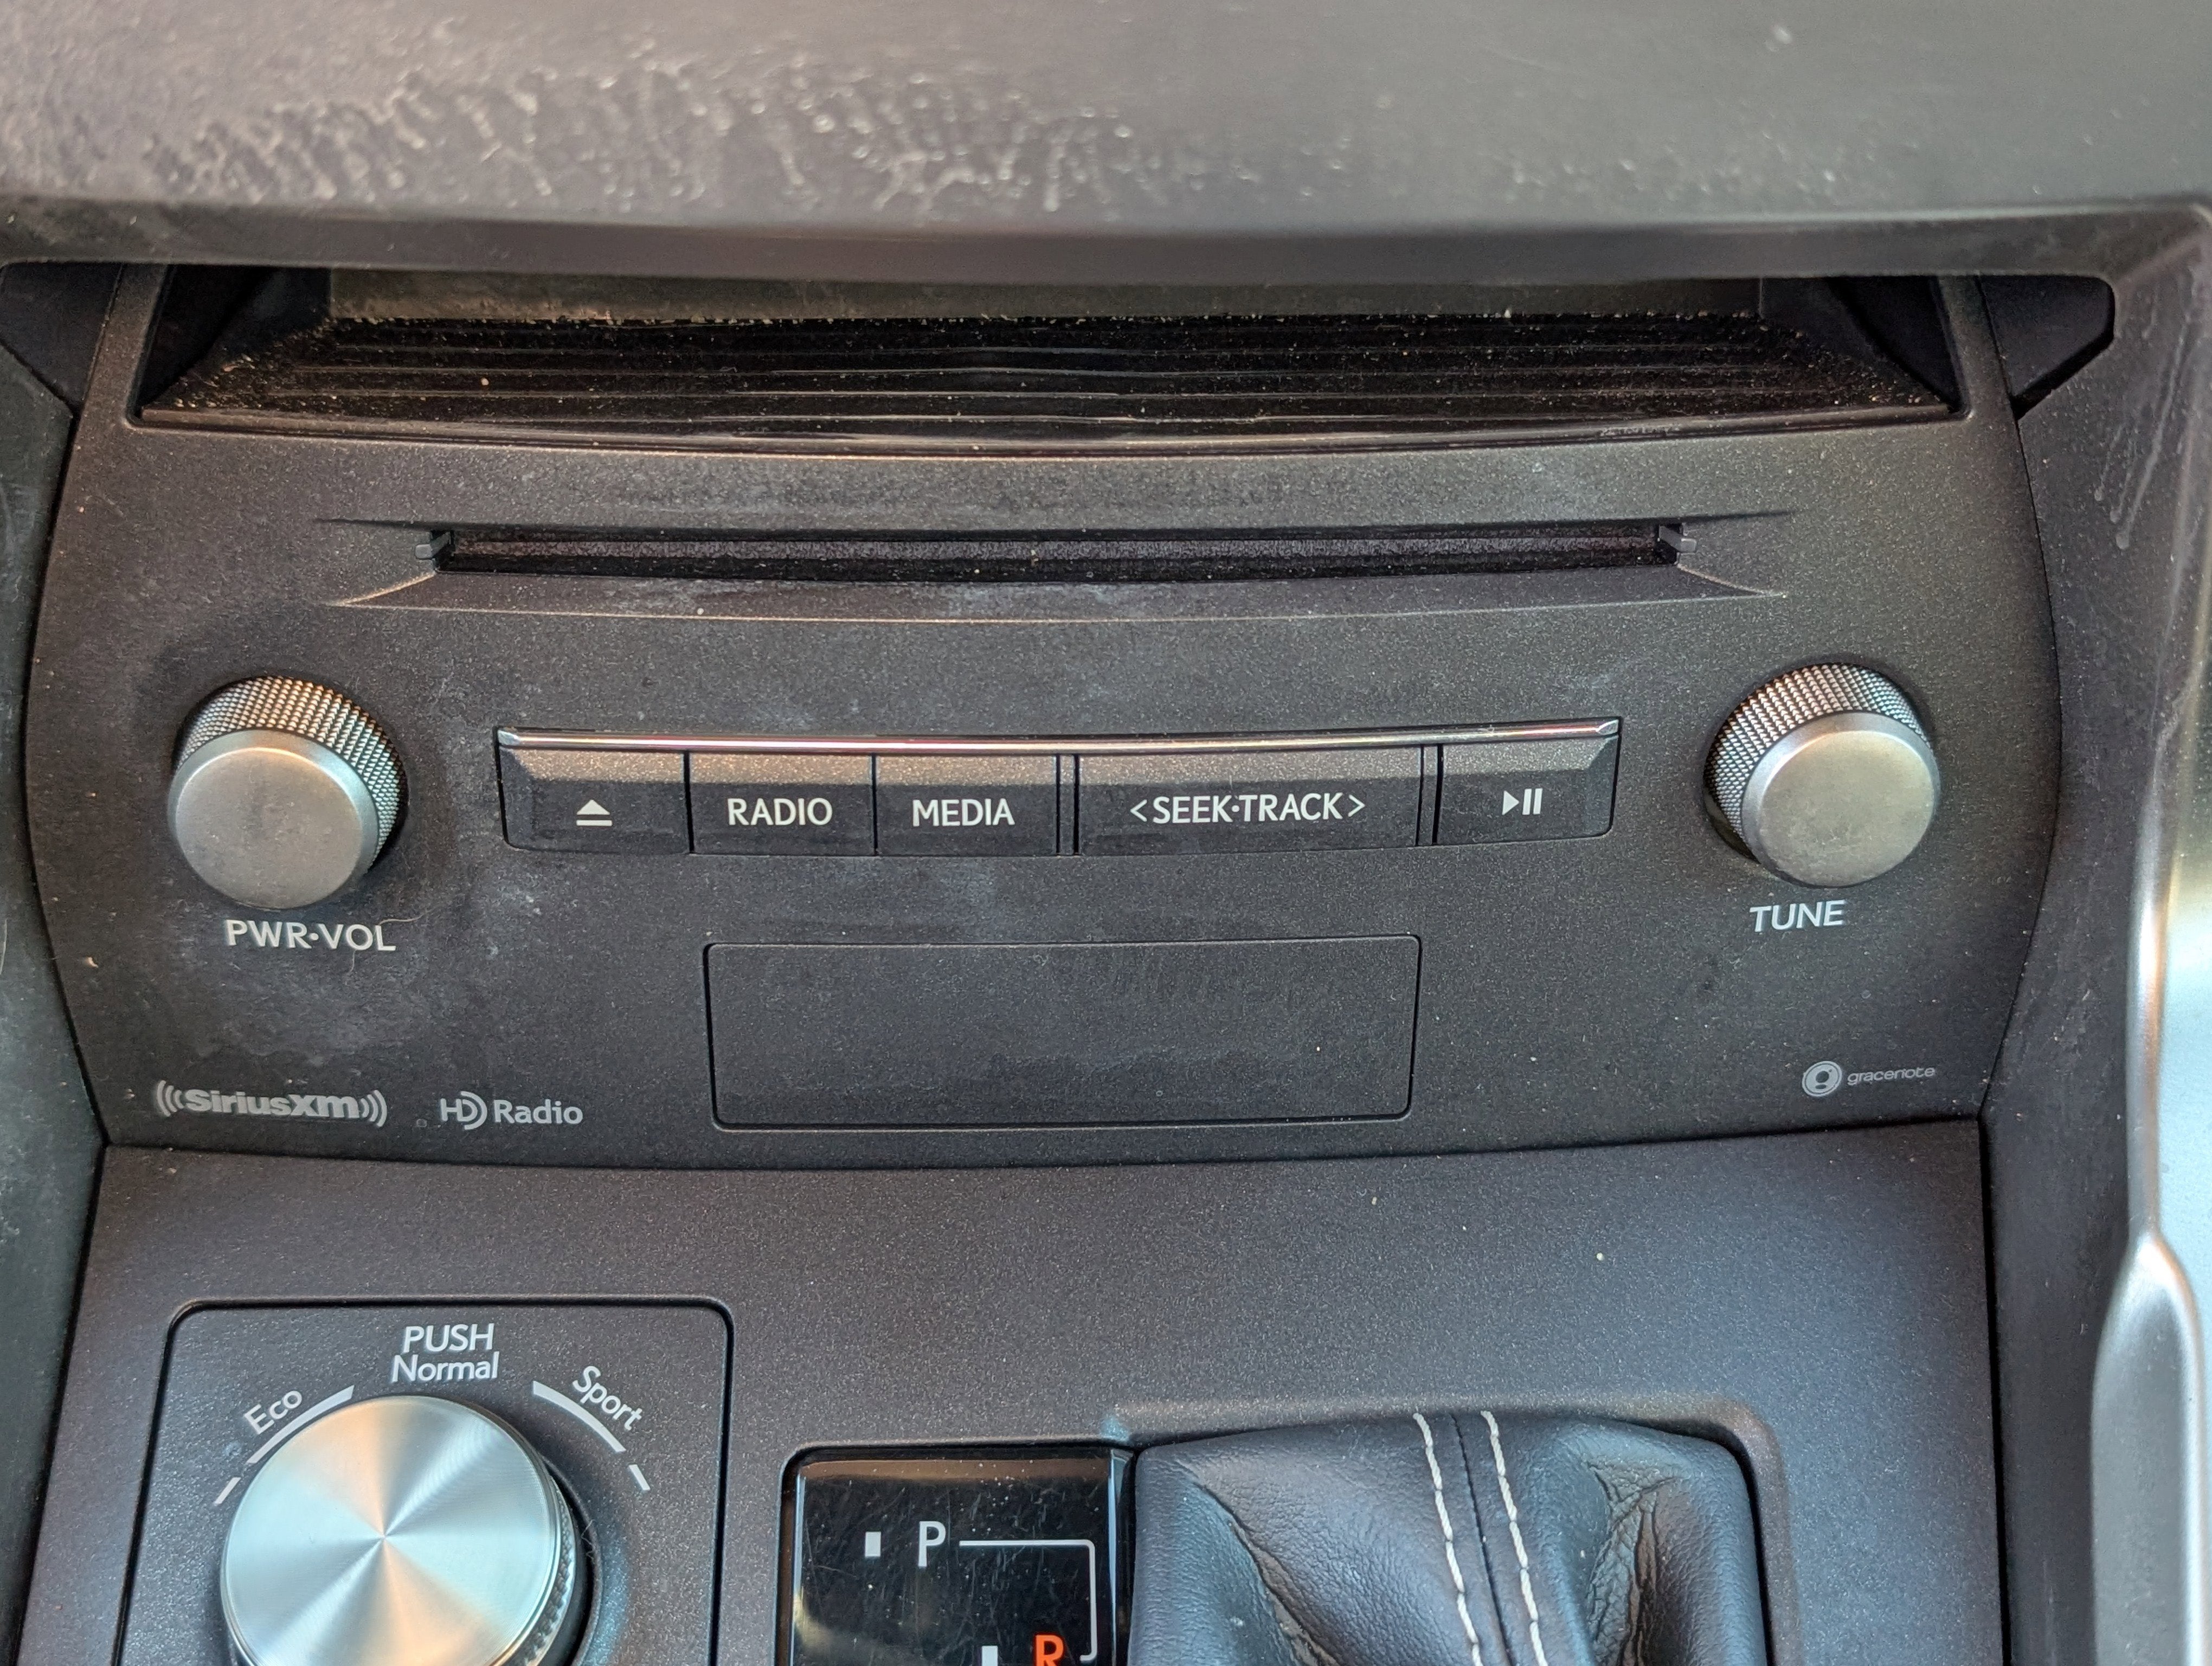 RADIO
MEDIA
<SEEK·TRACK>
PWR·VOL
TUNE
((SiriusXM))
HD Radio
gracenote
PUSH
Normal
Eco
Sport
P
R